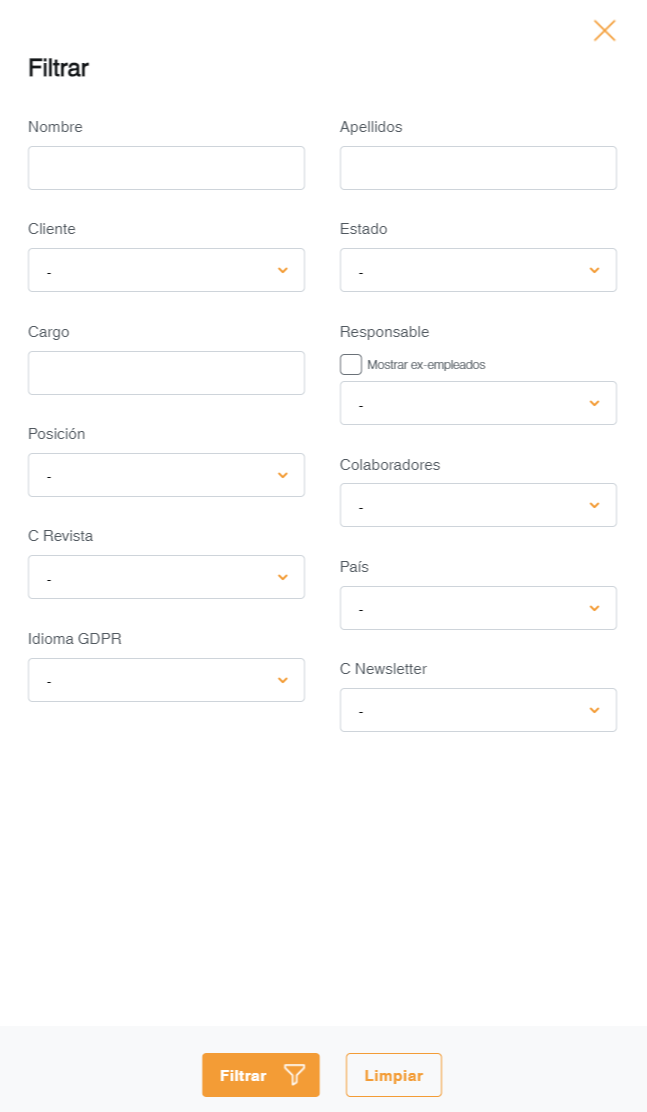 Filtrar
Nombre
Apellidos
Cliente
-
Estado
-
Cargo
Responsable
Mostrar ex-empleados
-
Posición
-
Colaboradores
-
C Revista
-
País
-
Idioma GDPR
-
C Newsletter
-
Filtrar
Limpiar